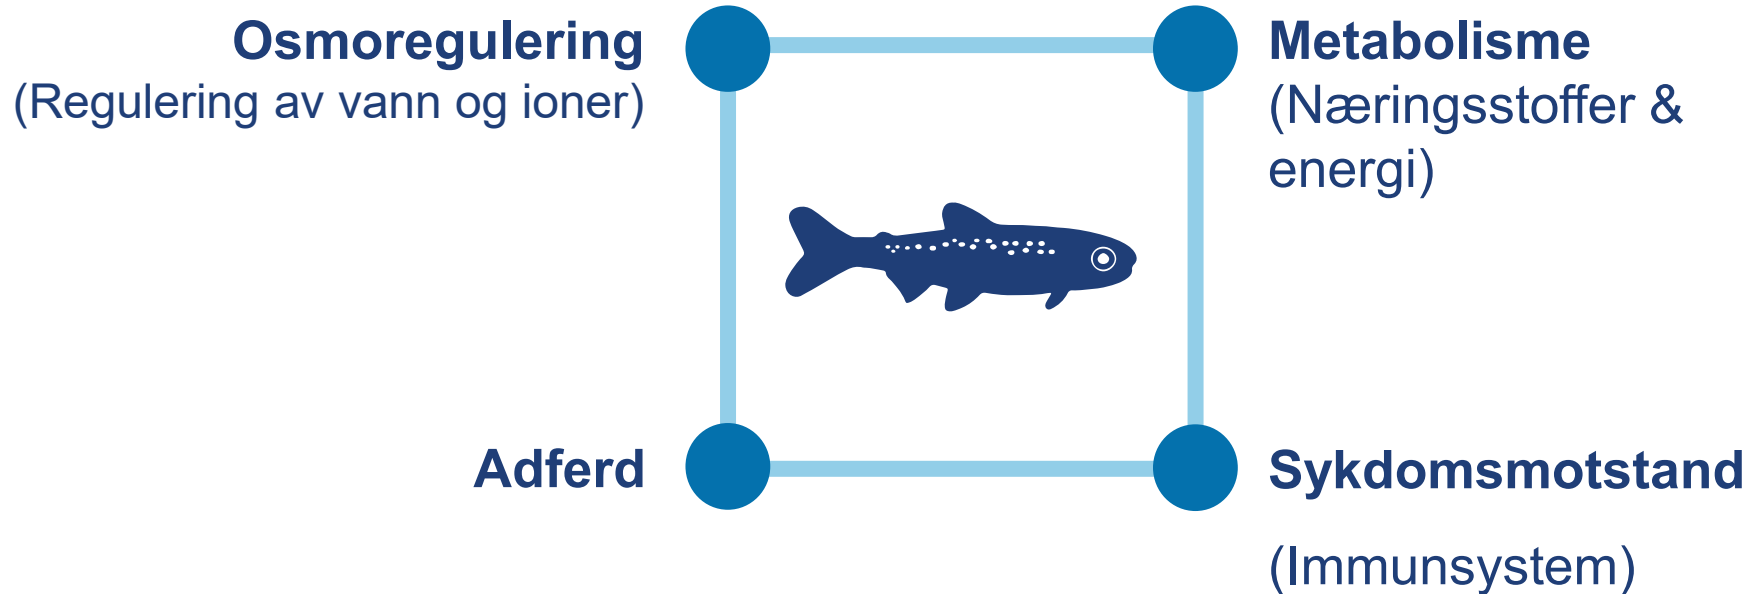 Osmoregulering
(Regulering av vann og ioner)
Metabolisme
(Næringsstoffer &
energi)
Adferd
Sykdomsmotstand
(Immunsystem)